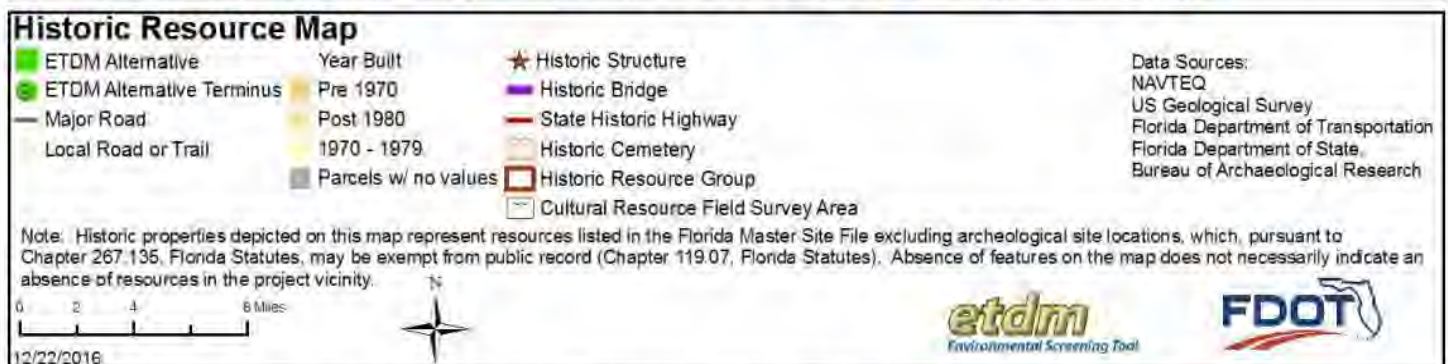 Historic Resource Map
ETDM Alternative
ETDM Alternative Terminus
Major Road
Local Road or Trail
Year Built
Pre 1970
Post 1980
1970 - 1979
Parcels w/ no values
Historic Structure
Historic Bridge
State Historic Highway
Historic Cemetery
Historic Resource Group
Cultural Resource Field Survey Area
Data Sources:
NAVTEQ
US Geological Survey
Florida Department of Transportation
Florida Department of State,
Bureau of Archaeological Research
Note: Historic properties depicted on this map represent resources listed in the Florida Master Site File excluding archeological site locations, which, pursuant to
Chapter 267.135, Florida Statutes, may be exempt from public record (Chapter 119.07, Florida Statutes). Absence of features on the map does not necessarily indicate an
absence of resources in the project vicinity.
N
0 2 4 8 Miles
12/22/2016
etdm
Environmental Screening Tool
FDOT